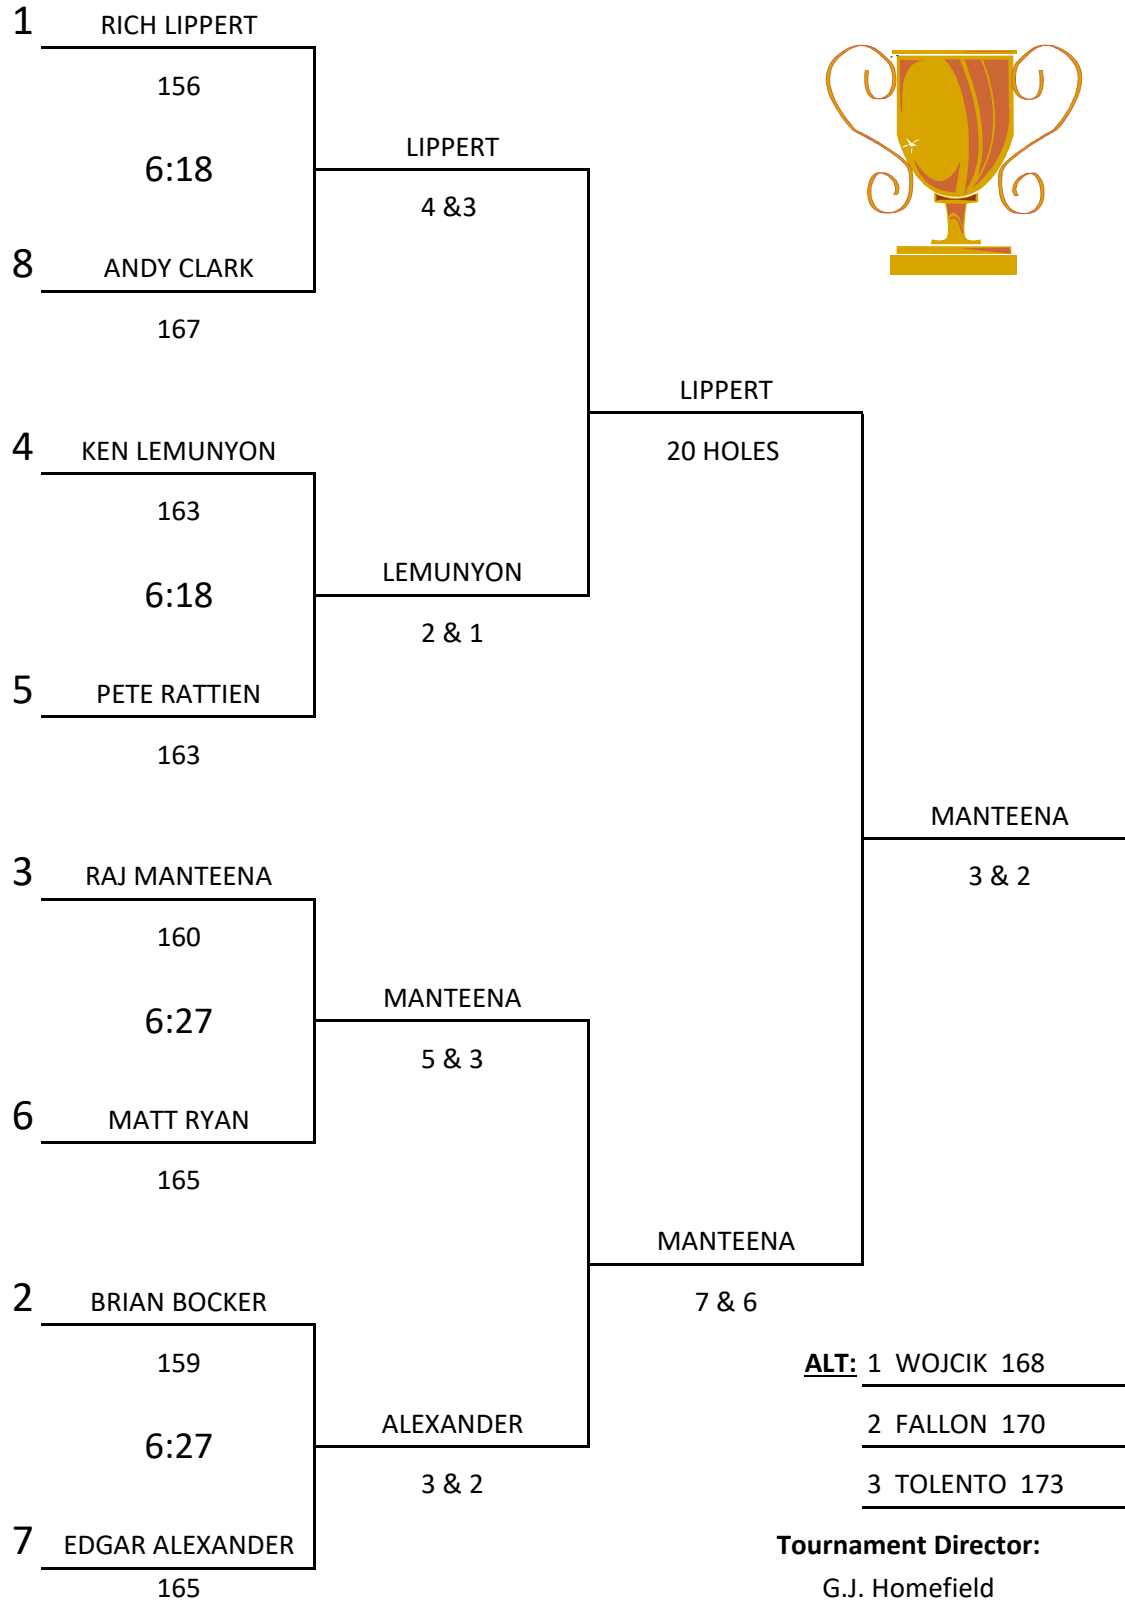 1 RICH LIPPERT
156
LIPPERT
6:18
4 &3
8 ANDY CLARK
167
LIPPERT
4 KEN LEMUNYON
20 HOLES
163
LEMUNYON
6:18
2 & 1
5 PETE RATTIEN
163
MANTEENA
3 RAJ MANTEENA
3 & 2
160
MANTEENA
6:27
5 & 3
6 MATT RYAN
165
MANTEENA
2 BRIAN BOCKER
7 & 6
159
ALT: 1 WOJCIK 168
ALEXANDER
2 FALLON 170
6:27
3 & 2
3 TOLENTO 173
7 EDGAR ALEXANDER
Tournament Director:
165
G.J. Homefield